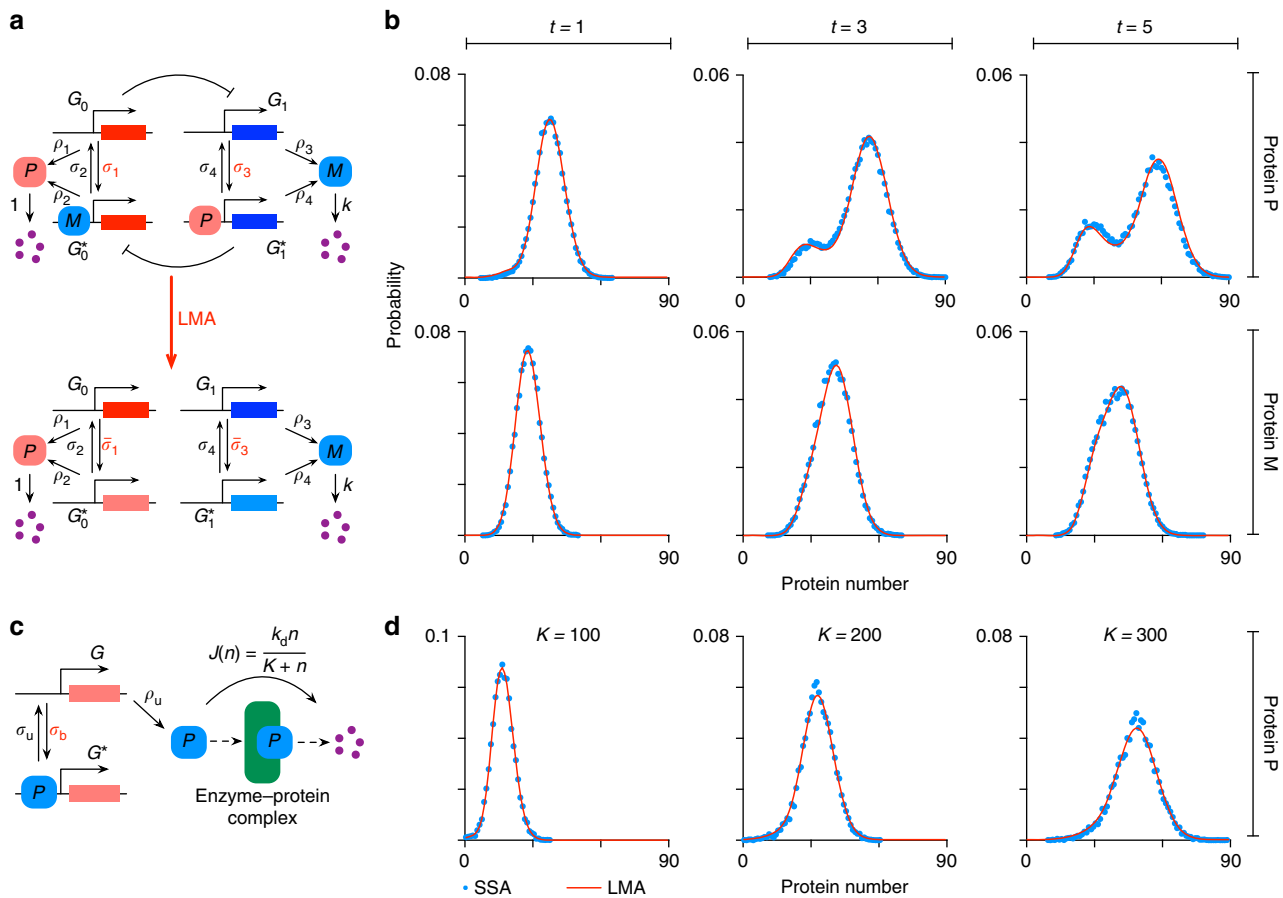 a
G₀
G₁
ρ₁
σ₂
σ₁
σ₄
σ₃
ρ₃
P
M
ρ₂
ρ₄
1
M
P
k
G₀*
G₁*
LMA
G₀
G₁
ρ₁
σ₂
σ̄₁
σ₄
σ̄₃
ρ₃
P
M
ρ₂
ρ₄
1
k
G₀*
G₁*
b
t = 1
t = 3
t = 5
0.08
0.06
0.06
0
90
0
90
0
90
Protein P
Probability
0.08
0.06
0.06
0
90
0
90
0
90
Protein M
Protein number
c
G
J(n) = k_d n / (K + n)
ρᵤ
σᵤ
σ_b
P
P
G*
P
Enzyme–protein
complex
d
0.1
K = 100
0.08
K = 200
0.08
K = 300
0
90
0
90
0
90
Protein P
SSA
LMA
Protein number